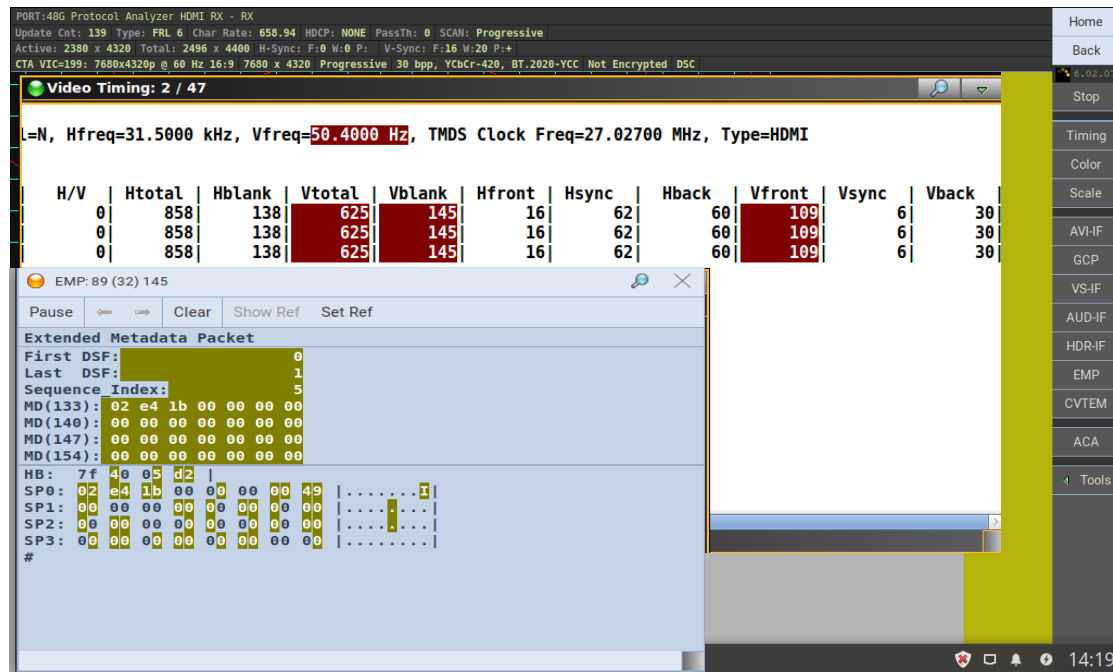 PORT:48G Protocol Analyzer HDMI RX - RX
Update Cnt: 139 Type: FRL 6 Char Rate: 658.94 HDCP: NONE PassTh: 0 SCAN: Progressive
Active: 2380 x 4320 Total: 2496 x 4400 H-Sync: F:0 W:0 P: V-Sync: F:16 W:20 P:+
CTA VIC=199: 7680x4320p @ 60 Hz 16:9 7680 x 4320 Progressive 30 bpp, YCbCr-420, BT.2020-YCC Not Encrypted DSC
Home
Back
Stop
Timing
Color
Scale
AVI-IF
GCP
VS-IF
AUD-IF
HDR-IF
EMP
CVTEM
ACA
Tools
Video Timing: 2 / 47
=N, Hfreq=31.5000 kHz, Vfreq=50.4000 Hz, TMDS Clock Freq=27.02700 MHz, Type=HDMI
H/V | Htotal | Hblank | Vtotal | Vblank | Hfront | Hsync | Hback | Vfront | Vsync | Vback
0| 858| 138| 625| 145| 16| 62| 60| 109| 6| 30|
0| 858| 138| 625| 145| 16| 62| 60| 109| 6| 30|
0| 858| 138| 625| 145| 16| 62| 60| 109| 6| 30|
EMP: 89 (32) 145
Pause Clear Show Ref Set Ref
Extended Metadata Packet
First DSF: 0
Last DSF: 1
Sequence_Index: 5
MD(133): 02 e4 1b 00 00 00 00
MD(140): 00 00 00 00 00 00 00
MD(147): 00 00 00 00 00 00 00
MD(154): 00 00 00 00 00 00 00
HB: 7f 40 05 d2 |
SP0: 02 e4 1b 00 00 00 00 49 |.......I|
SP1: 00 00 00 00 00 00 00 00 |........|
SP2: 00 00 00 00 00 00 00 00 |........|
SP3: 00 00 00 00 00 00 00 00 |........|
#
14:19